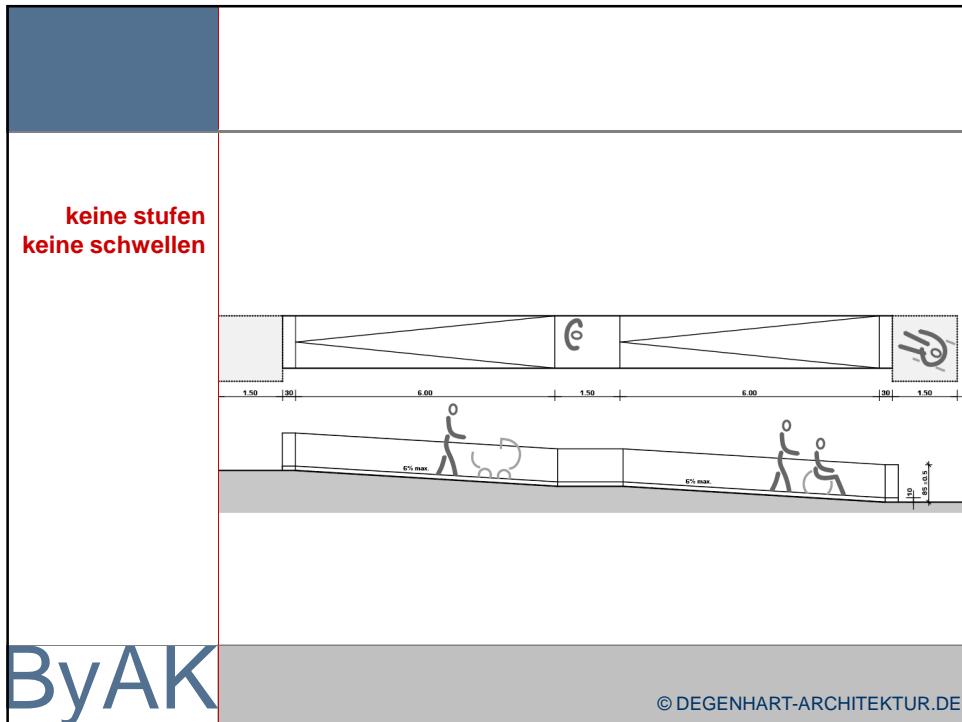 keine stufen
keine schwellen
1.50 30 6.00 1.50 6.00 30 1.50
6% max.
6% max.
10
85 ±0.5
ByAK
© DEGENHART-ARCHITEKTUR.DE